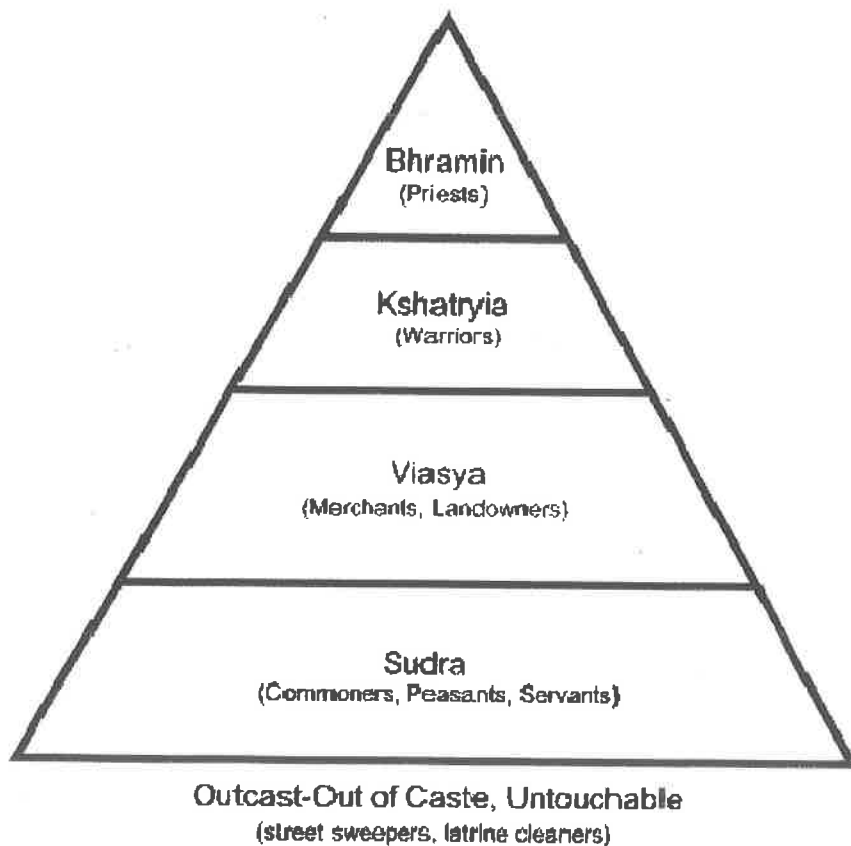 Bhramin
(Priests)
Kshatryia
(Warriors)
Viasya
(Merchants, Landowners)
Sudra
(Commoners, Peasants, Servants)
Outcast-Out of Caste, Untouchable
(street sweepers, latrine cleaners)